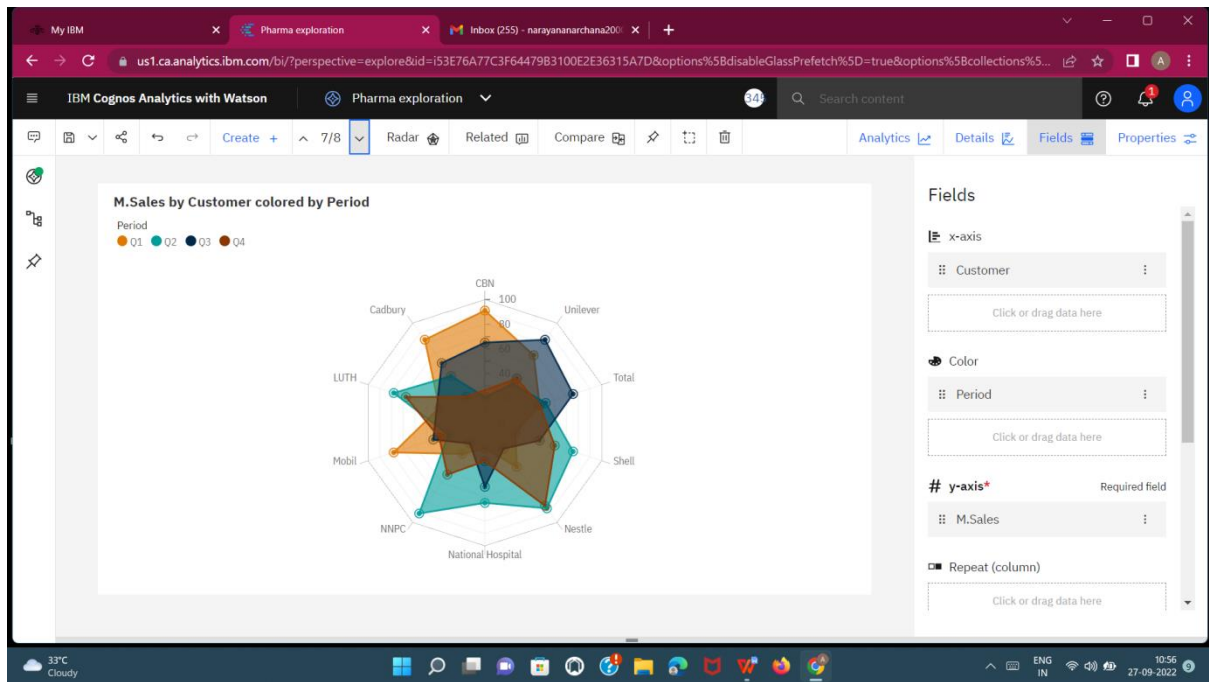 My IBM
Pharma exploration
Inbox (255) - narayananarchana200
us1.ca.analytics.ibm.com/bi/?perspective=explore&id=i53E76A77C3F64479B3100E2E36315A7D&options%5BdisableGlassPrefetch%5D=true&options%5Bcollections%5...
A
IBM Cognos Analytics with Watson
Pharma exploration
Search content
1
Create +
7/8
Radar
Related
Compare
Analytics
Details
Fields
Properties
M.Sales by Customer colored by Period
Period
Q1 Q2 Q3 Q4
CBN
100
80
60
40
Cadbury
Unilever
LUTH
Total
Mobil
Shell
NNPC
Nestle
National Hospital
Fields
x-axis
Customer
Click or drag data here
Color
Period
Click or drag data here
# y-axis*
Required field
M.Sales
Repeat (column)
Click or drag data here
33°C
Cloudy
ENG
IN
10:56
27-09-2022
9